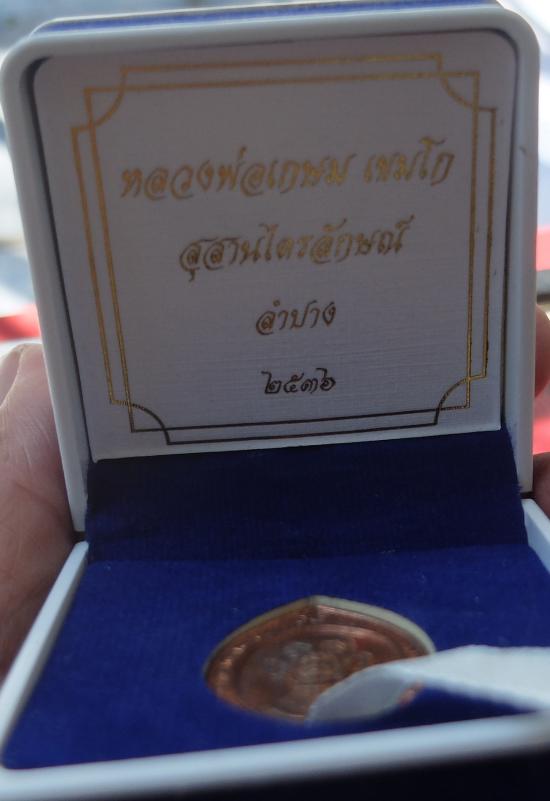 หลวงพ่อเกษม เขมโก
สุสานไตรลักษณ์
ลำปาง
๒๕๓๖